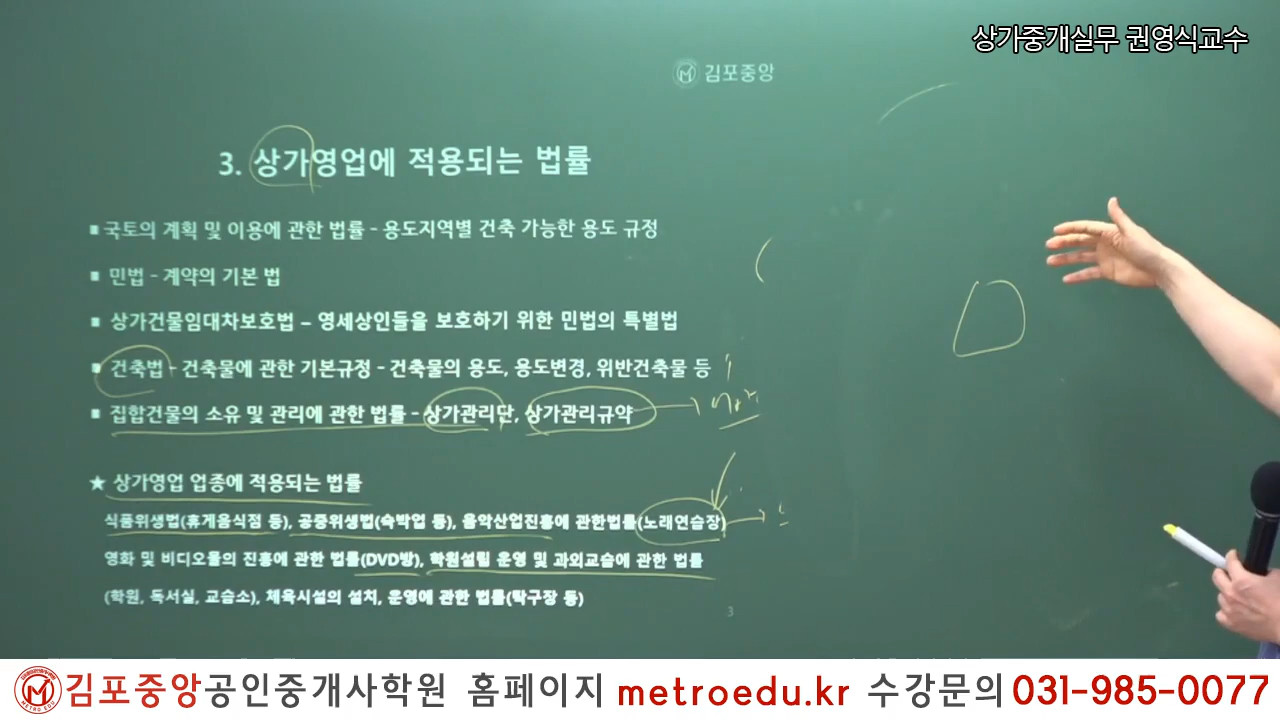 상가중개실무 권영식교수
김포중앙
3. 상가영업에 적용되는 법률
■ 국토의 계획 및 이용에 관한 법률 - 용도지역별 건축 가능한 용도 규정
■ 민법 - 계약의 기본 법
■ 상가건물임대차보호법 – 영세상인들을 보호하기 위한 민법의 특별법
■ 건축법 - 건축물에 관한 기본규정 - 건축물의 용도, 용도변경, 위반건축물 등
■ 집합건물의 소유 및 관리에 관한 법률 - 상가관리단, 상가관리규약
★ 상가영업 업종에 적용되는 법률
식품위생법(휴게음식점 등), 공중위생법(숙박업 등), 음악산업진흥에 관한법률(노래연습장)
영화 및 비디오물의 진흥에 관한 법률(DVD방), 학원설립 운영 및 과외교습에 관한 법률
(학원, 독서실, 교습소), 체육시설의 설치, 운영에 관한 법률(탁구장 등)
3
METRO EDU 김포중앙공인중개사학원 홈페이지 metroedu.kr 수강문의 031-985-0077